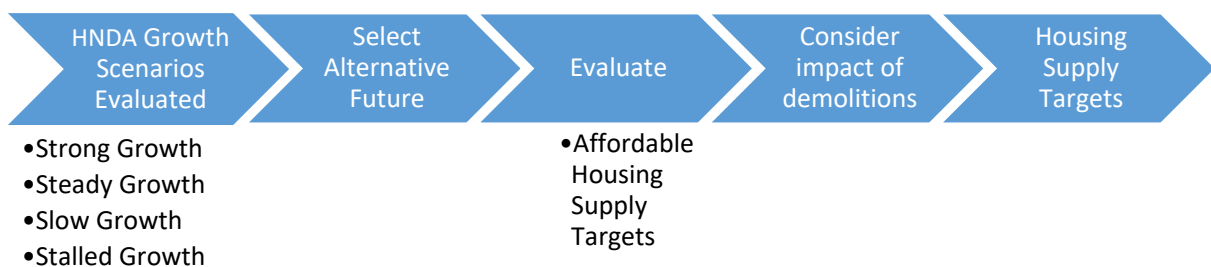 HNDA Growth
Scenarios
Evaluated
Select
Alternative
Future
Evaluate
Consider
impact of
demolitions
Housing
Supply
Targets
•Strong Growth
•Steady Growth
•Slow Growth
•Stalled Growth
•Affordable
Housing
Supply
Targets